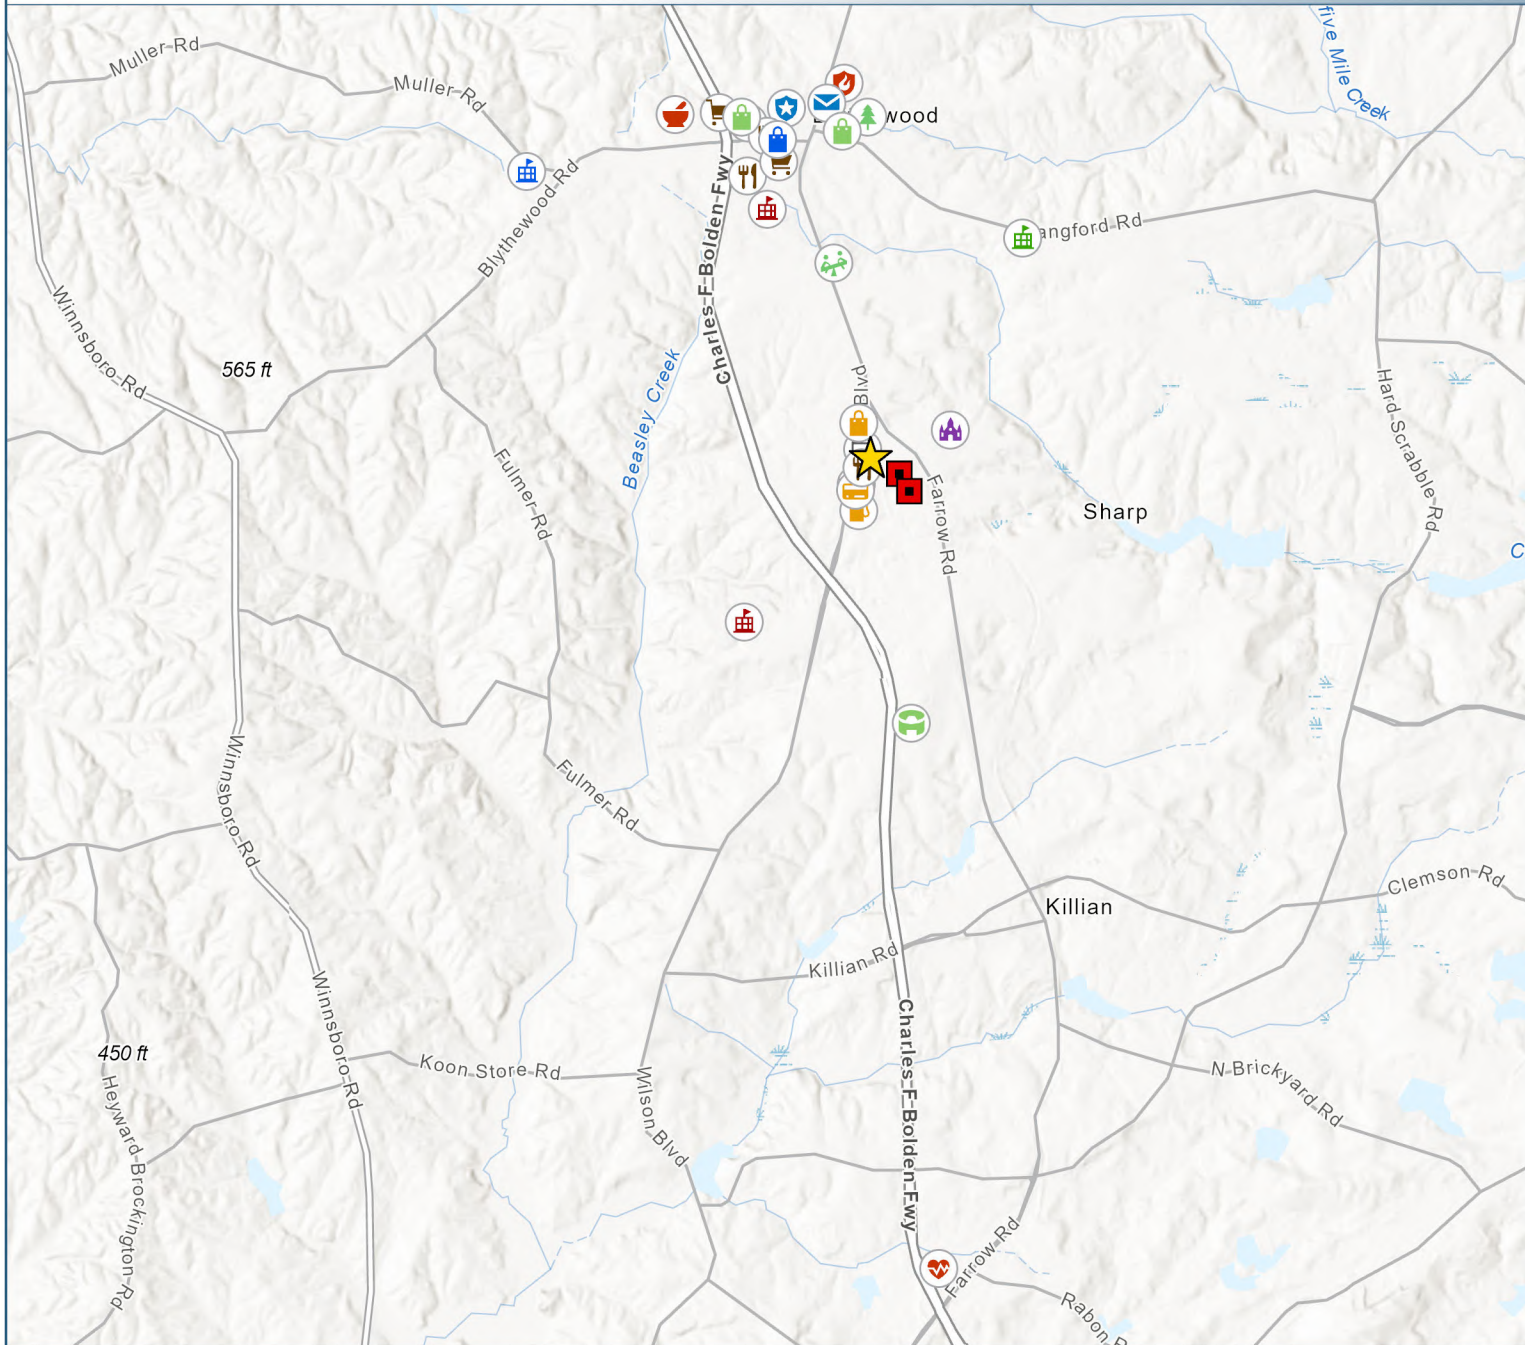 five Mile Creek
Muller Rd
Muller Rd
wood
Blythewood Rd
Charles F Bolden Fwy
angford Rd
Winnsboro Rd
565 ft
Beasley Creek
Blvd
Hard Scrabble Rd
Fulmer Rd
Farrow Rd
Sharp
C
Winnsboro Rd
Fulmer Rd
Clemson Rd
Killian
Killian Rd
Winnsboro Rd
Charles F Bolden Fwy
450 ft
Koon Store Rd
Wilson Blvd
N Brickyard Rd
Heyward Brockington Rd
Farrow Rd
Rabon